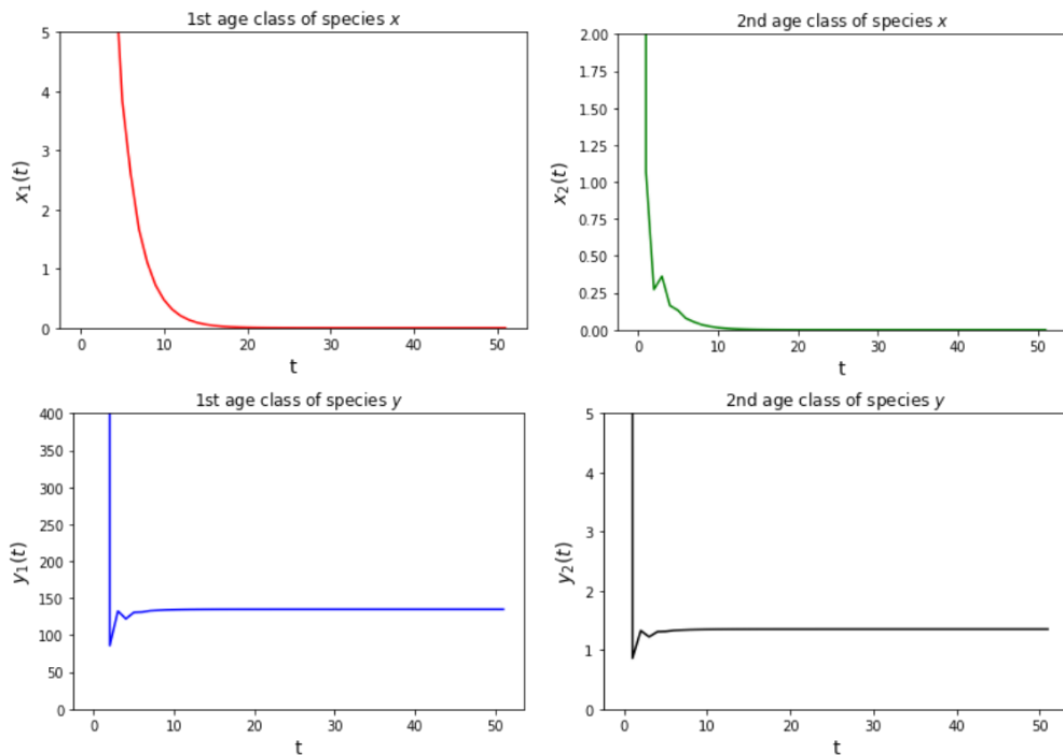 1st age class of species x
5
4
3
2
1
0
x₁(t)
0 10 20 30 40 50
t
2nd age class of species x
2.00
1.75
1.50
1.25
1.00
0.75
0.50
0.25
0.00
x₂(t)
0 10 20 30 40 50
t
1st age class of species y
400
350
300
250
200
150
100
50
0
y₁(t)
0 10 20 30 40 50
t
2nd age class of species y
5
4
3
2
1
0
y₂(t)
0 10 20 30 40 50
t